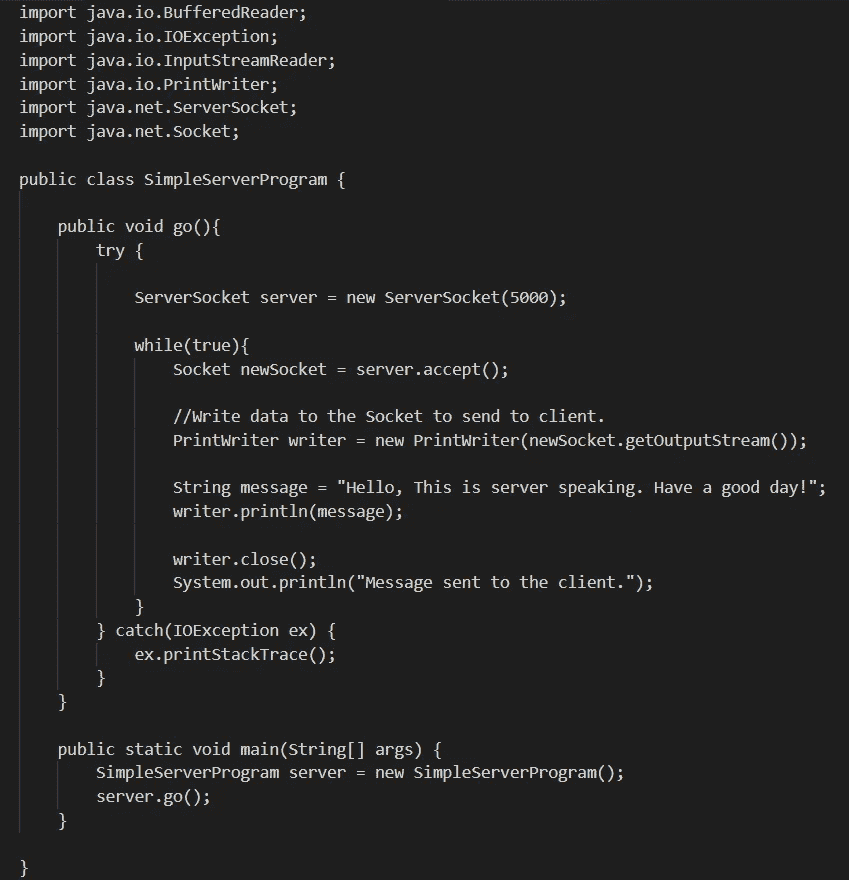 import java.io.BufferedReader;
import java.io.IOException;
import java.io.InputStreamReader;
import java.io.PrintWriter;
import java.net.ServerSocket;
import java.net.Socket;

public class SimpleServerProgram {

    public void go(){
        try {

            ServerSocket server = new ServerSocket(5000);

            while(true){
                Socket newSocket = server.accept();

                //Write data to the Socket to send to client.
                PrintWriter writer = new PrintWriter(newSocket.getOutputStream());

                String message = "Hello, This is server speaking. Have a good day!";
                writer.println(message);

                writer.close();
                System.out.println("Message sent to the client.");
            }
        } catch(IOException ex) {
            ex.printStackTrace();
        }
    }

    public static void main(String[] args) {
        SimpleServerProgram server = new SimpleServerProgram();
        server.go();
    }

}